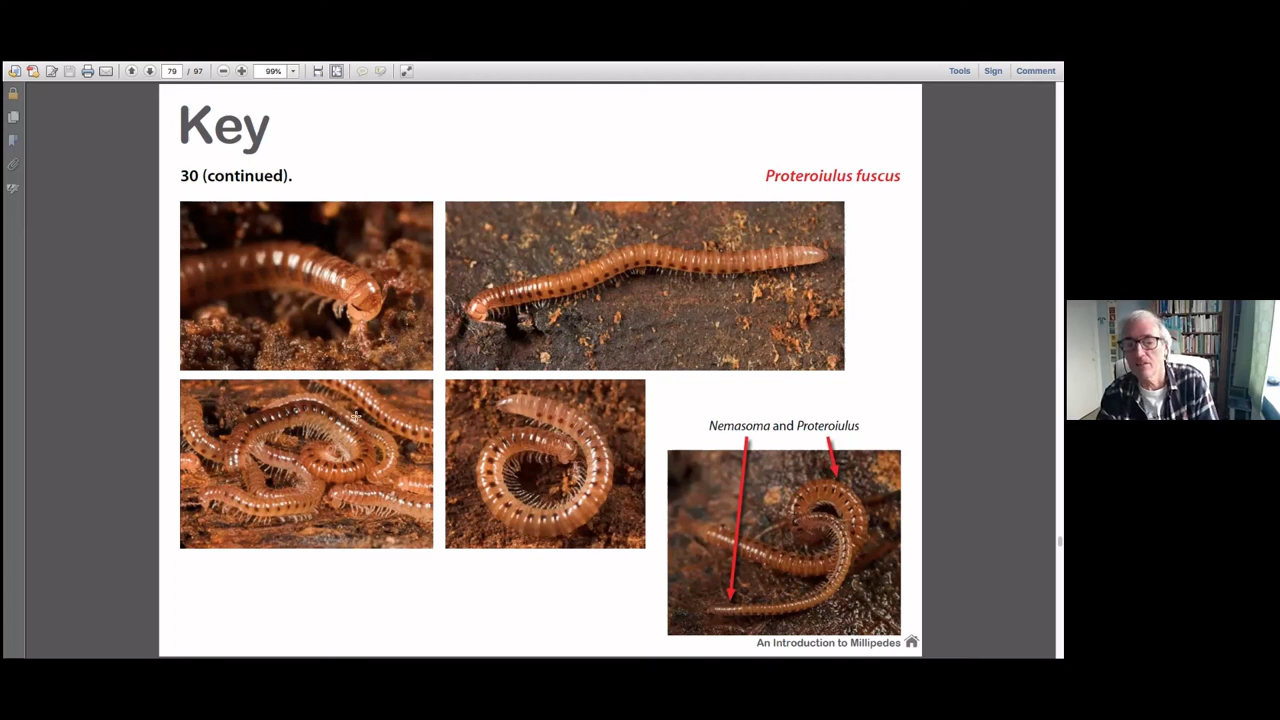 79 / 97
99%
Tools Sign Comment
Key
30 (continued).
Proteroiulus fuscus
Nemasoma and Proteroiulus
An Introduction to Millipedes